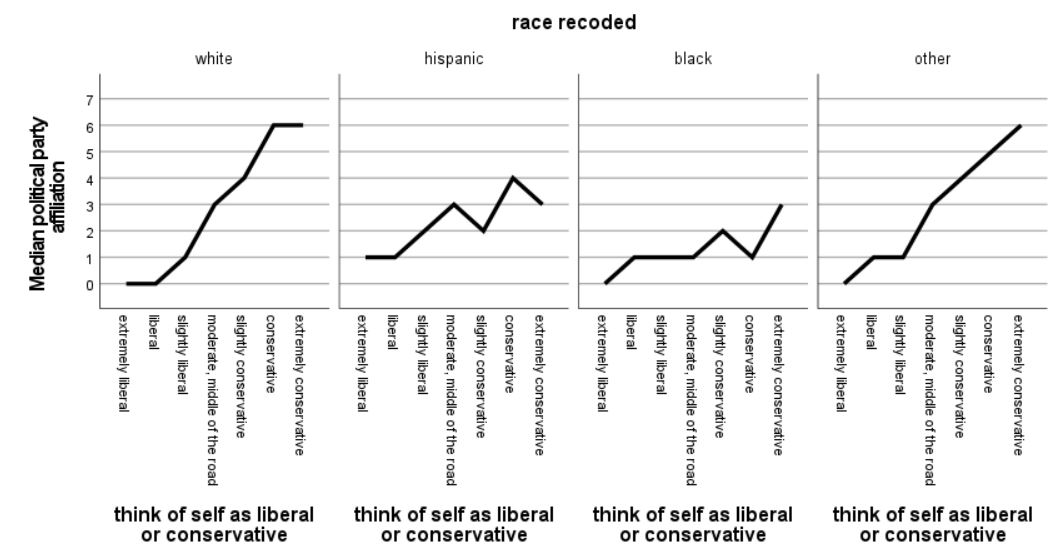 race recoded
white
hispanic
black
other
Median political party
affiliation
7
6
5
4
3
2
1
0
extremely liberal
liberal
slightly liberal
moderate, middle of the road
slightly conservative
conservative
extremely conservative
extremely liberal
liberal
slightly liberal
moderate, middle of the road
slightly conservative
conservative
extremely conservative
extremely liberal
liberal
slightly liberal
moderate, middle of the road
slightly conservative
conservative
extremely conservative
extremely liberal
liberal
slightly liberal
moderate, middle of the road
slightly conservative
conservative
extremely conservative
think of self as liberal
or conservative
think of self as liberal
or conservative
think of self as liberal
or conservative
think of self as liberal
or conservative